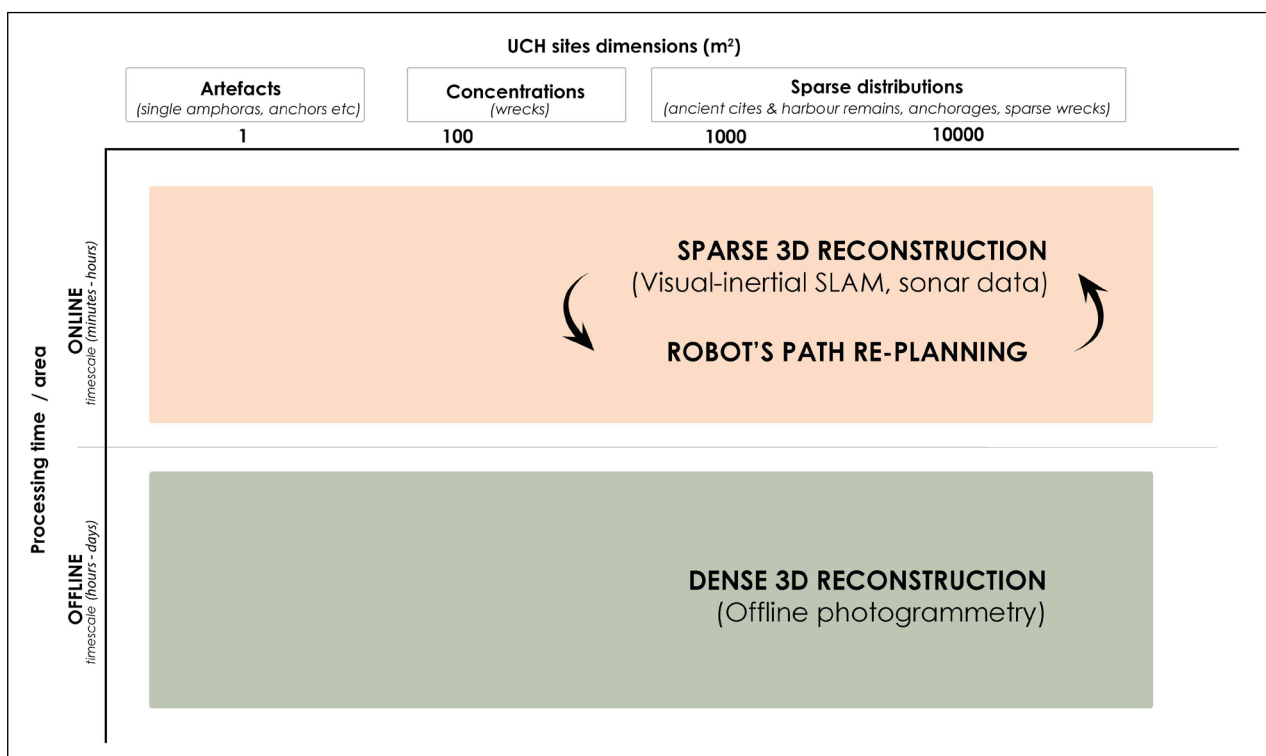 UCH sites dimensions (m²)
Artefacts
(single amphoras, anchors etc)
Concentrations
(wrecks)
Sparse distributions
(ancient cites & harbour remains, anchorages, sparse wrecks)
1
100
1000
10000
Processing time / area
ONLINE
timescale (minutes - hours)
SPARSE 3D RECONSTRUCTION
(Visual-inertial SLAM, sonar data)
ROBOT'S PATH RE-PLANNING
OFFLINE
timescale (hours - days)
DENSE 3D RECONSTRUCTION
(Offline photogrammetry)